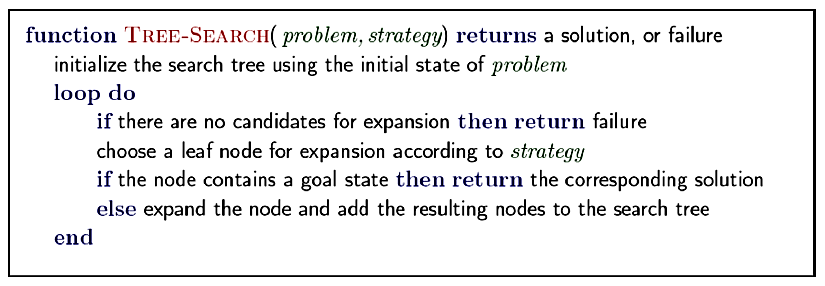 function TREE-SEARCH( problem, strategy) returns a solution, or failure
initialize the search tree using the initial state of problem
loop do
if there are no candidates for expansion then return failure
choose a leaf node for expansion according to strategy
if the node contains a goal state then return the corresponding solution
else expand the node and add the resulting nodes to the search tree
end